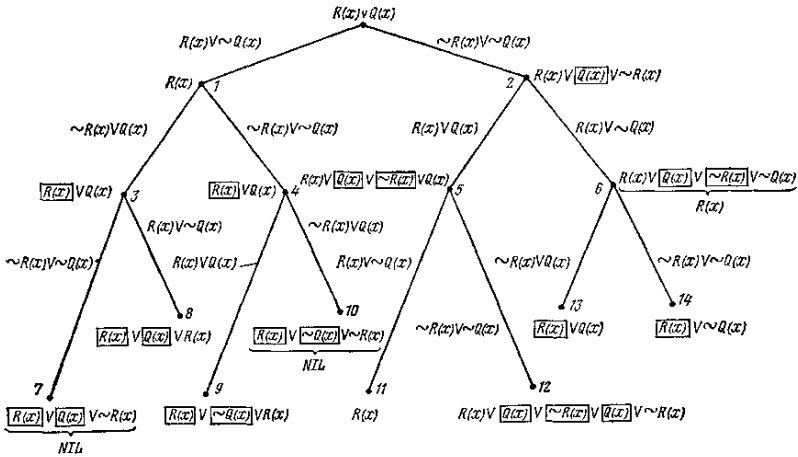 R(x)∨Q(x)
R(x)∨~Q(x)
~R(x)∨~Q(x)
R(x)
1
2
R(x)∨Q(x)∨~R(x)
~R(x)∨Q(x)
~R(x)∨~Q(x)
R(x)∨Q(x)
R(x)∨~Q(x)
R(x)∨Q(x)
3
R(x)∨Q(x)
4
R(x)∨Q(x)∨~R(x)∨Q(x)
5
6
R(x)∨Q(x)∨~R(x)∨~Q(x)
R(x)
~R(x)∨~Q(x)
R(x)∨~Q(x)
R(x)∨Q(x)
~R(x)∨Q(x)
R(x)∨~Q(x)
~R(x)∨~Q(x)
~R(x)∨Q(x)
~R(x)∨~Q(x)
8
R(x)∨Q(x)∨R(x)
10
R(x)∨~Q(x)∨~R(x)
NIL
13
R(x)∨Q(x)
14
R(x)∨~Q(x)
7
R(x)∨Q(x)∨~R(x)
NIL
9
R(x)∨~Q(x)∨R(x)
11
R(x)
12
R(x)∨Q(x)∨~R(x)∨Q(x)∨~R(x)